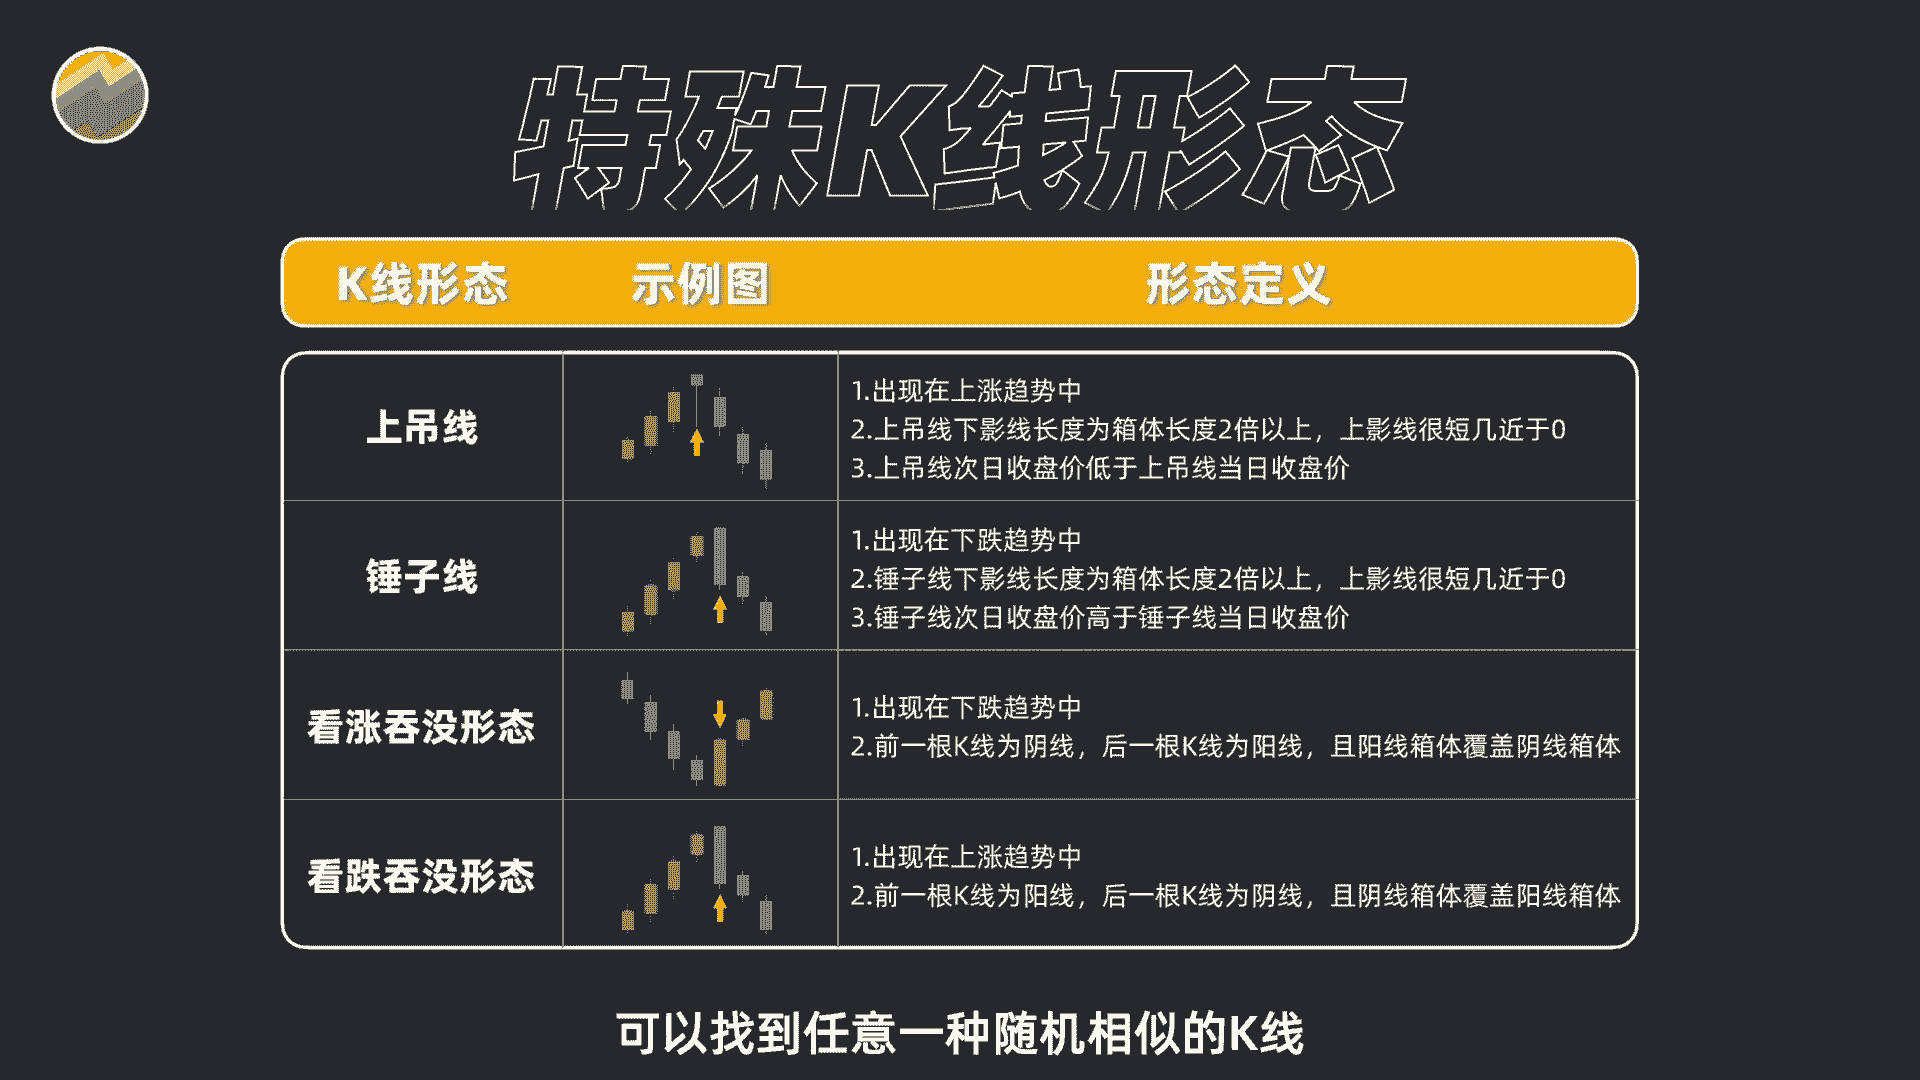 特殊K线形态
K线形态 示例图 形态定义
上吊线
1.出现在上涨趋势中
2.上吊线下影线长度为箱体长度2倍以上，上影线很短几近于0
3.上吊线次日收盘价低于上吊线当日收盘价
锤子线
1.出现在下跌趋势中
2.锤子线下影线长度为箱体长度2倍以上，上影线很短几近于0
3.锤子线次日收盘价高于锤子线当日收盘价
看涨吞没形态
1.出现在下跌趋势中
2.前一根K线为阴线，后一根K线为阳线，且阳线箱体覆盖阴线箱体
看跌吞没形态
1.出现在上涨趋势中
2.前一根K线为阳线，后一根K线为阴线，且阴线箱体覆盖阳线箱体
可以找到任意一种随机相似的K线